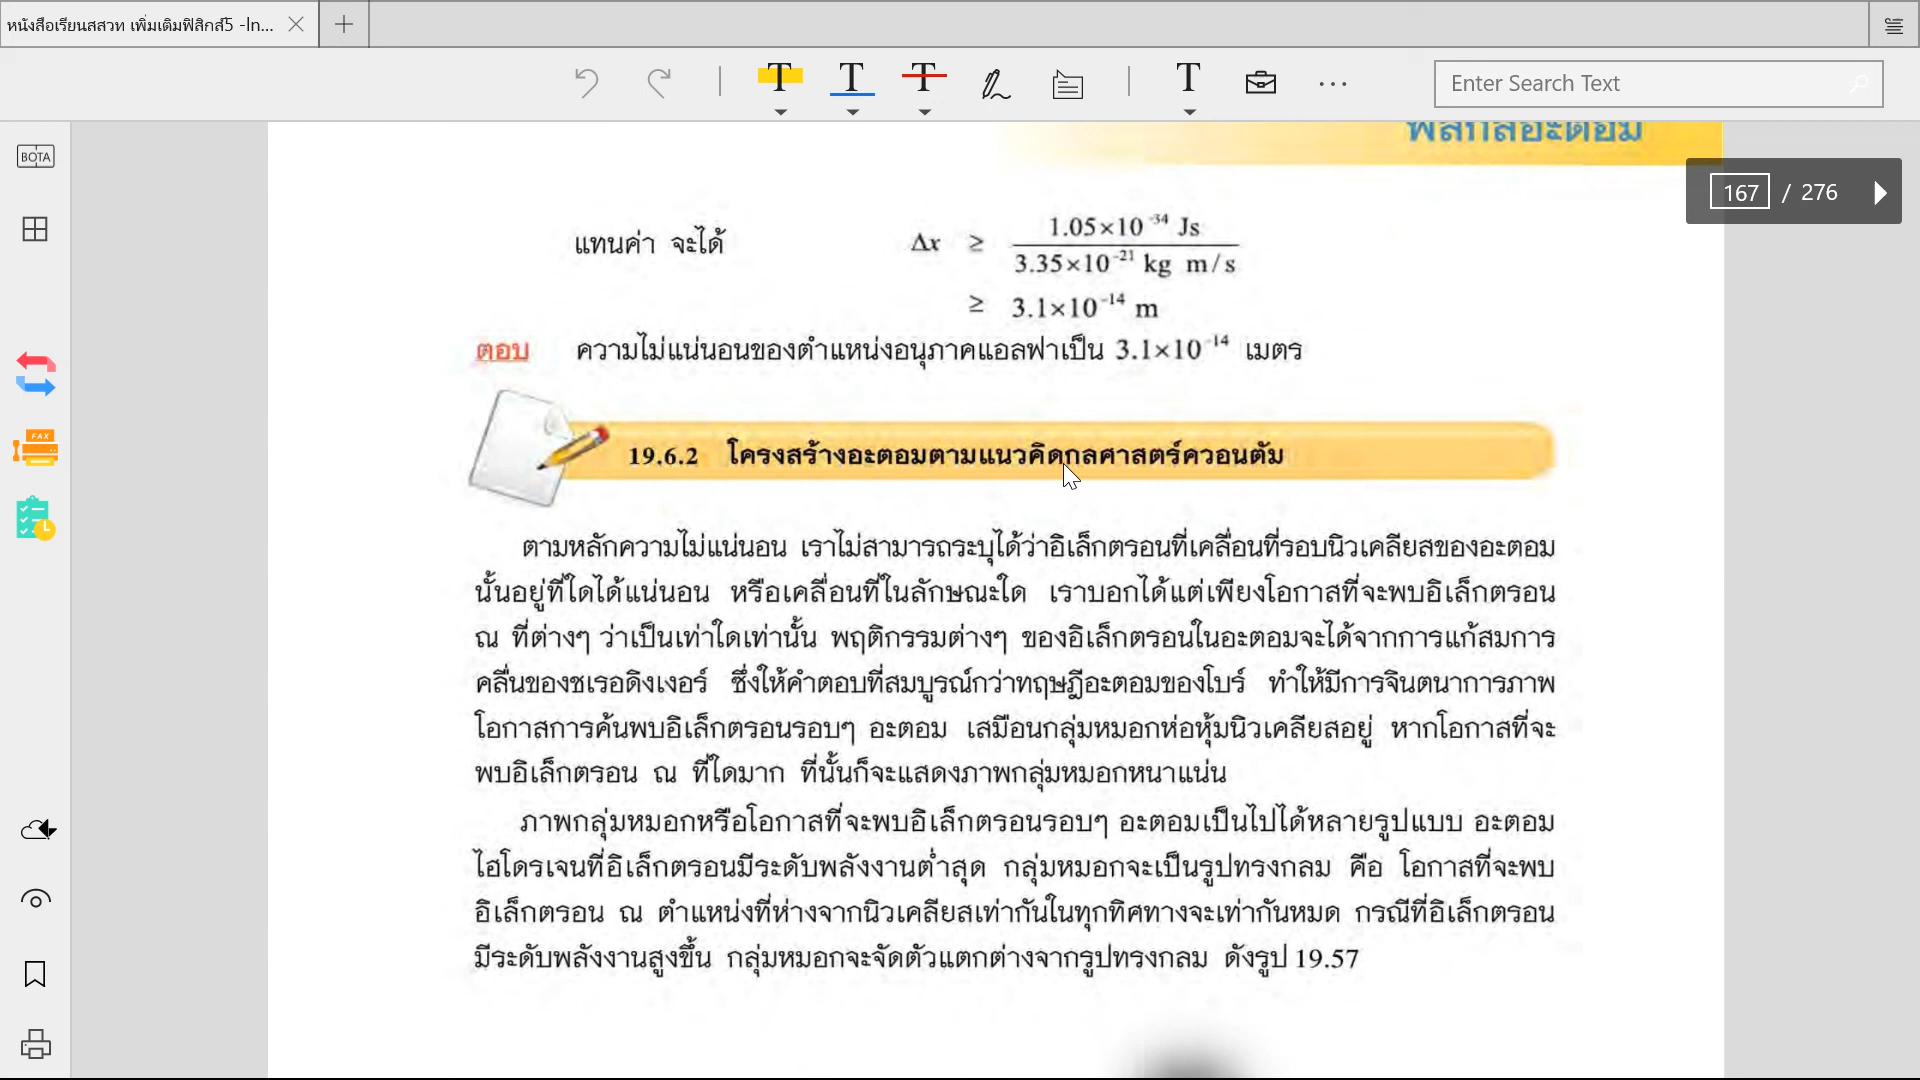 หนังสือเรียนสสวท เพิ่มเติมฟิสิกส์5 -ln...
Enter Search Text
BOTA
ฟิสิกส์อะตอม
167 / 276
แทนค่า จะได้ Δx ≥ 1.05×10⁻³⁴ Js / 3.35×10⁻²¹ kg m/s
≥ 3.1×10⁻¹⁴ m
ตอบ ความไม่แน่นอนของตำแหน่งอนุภาคแอลฟาเป็น 3.1×10⁻¹⁴ เมตร
FAX
19.6.2 โครงสร้างอะตอมตามแนวคิดกลศาสตร์ควอนตัม
ตามหลักความไม่แน่นอน เราไม่สามารถระบุได้ว่าอิเล็กตรอนที่เคลื่อนที่รอบนิวเคลียสของอะตอม
นั้นอยู่ที่ใดได้แน่นอน หรือเคลื่อนที่ในลักษณะใด เราบอกได้แต่เพียงโอกาสที่จะพบอิเล็กตรอน
ณ ที่ต่างๆ ว่าเป็นเท่าใดเท่านั้น พฤติกรรมต่างๆ ของอิเล็กตรอนในอะตอมจะได้จากการแก้สมการ
คลื่นของชเรอดิงเงอร์ ซึ่งให้คำตอบที่สมบูรณ์กว่าทฤษฎีอะตอมของโบร์ ทำให้มีการจินตนาการภาพ
โอกาสการค้นพบอิเล็กตรอนรอบๆ อะตอม เสมือนกลุ่มหมอกห่อหุ้มนิวเคลียสอยู่ หากโอกาสที่จะ
พบอิเล็กตรอน ณ ที่ใดมาก ที่นั้นก็จะแสดงภาพกลุ่มหมอกหนาแน่น
ภาพกลุ่มหมอกหรือโอกาสที่จะพบอิเล็กตรอนรอบๆ อะตอมเป็นไปได้หลายรูปแบบ อะตอม
ไฮโดรเจนที่อิเล็กตรอนมีระดับพลังงานต่ำสุด กลุ่มหมอกจะเป็นรูปทรงกลม คือ โอกาสที่จะพบ
อิเล็กตรอน ณ ตำแหน่งที่ห่างจากนิวเคลียสเท่ากันในทุกทิศทางจะเท่ากันหมด กรณีที่อิเล็กตรอน
มีระดับพลังงานสูงขึ้น กลุ่มหมอกจะจัดตัวแตกต่างจากรูปทรงกลม ดังรูป 19.57